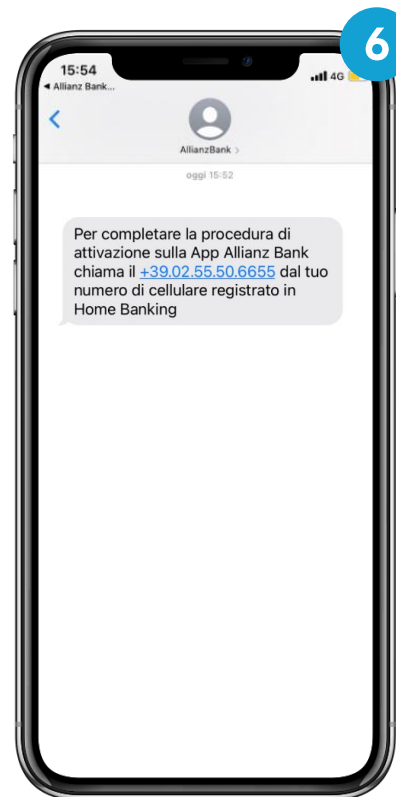 6
15:54
4G
◀ Allianz Bank...
AllianzBank >
oggi 15:52
Per completare la procedura di
attivazione sulla App Allianz Bank
chiama il +39.02.55.50.6655 dal tuo
numero di cellulare registrato in
Home Banking